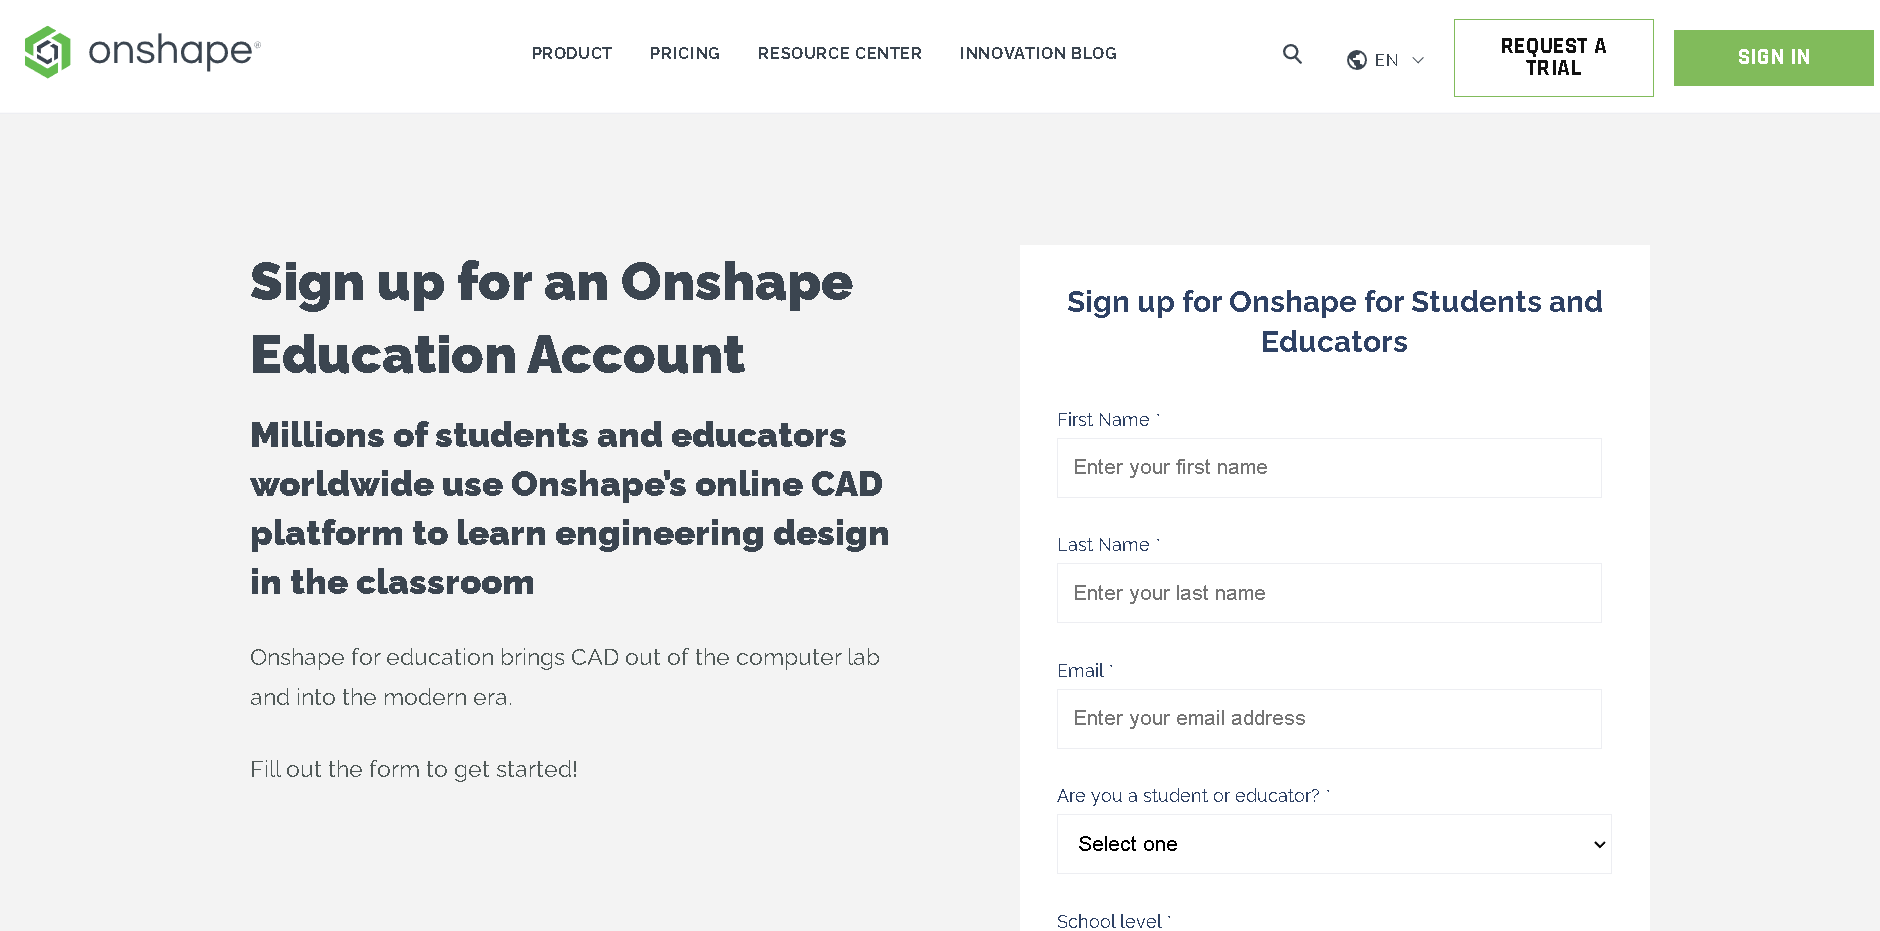 onshape®
PRODUCT
PRICING
RESOURCE CENTER
INNOVATION BLOG
EN
REQUEST A
TRIAL
SIGN IN
Sign up for an Onshape
Education Account
Millions of students and educators
worldwide use Onshape's online CAD
platform to learn engineering design
in the classroom
Onshape for education brings CAD out of the computer lab
and into the modern era.
Fill out the form to get started!
Sign up for Onshape for Students and
Educators
First Name *
Enter your first name
Last Name *
Enter your last name
Email *
Enter your email address
Are you a student or educator? *
Select one
School level *